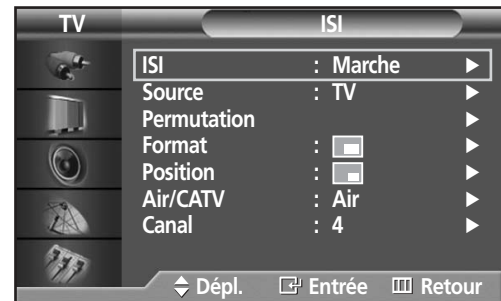 TV ISI
ISI : Marche
Source : TV
Permutation
Format :
Position :
Air/CATV : Air
Canal : 4
Dépl. Entrée Retour